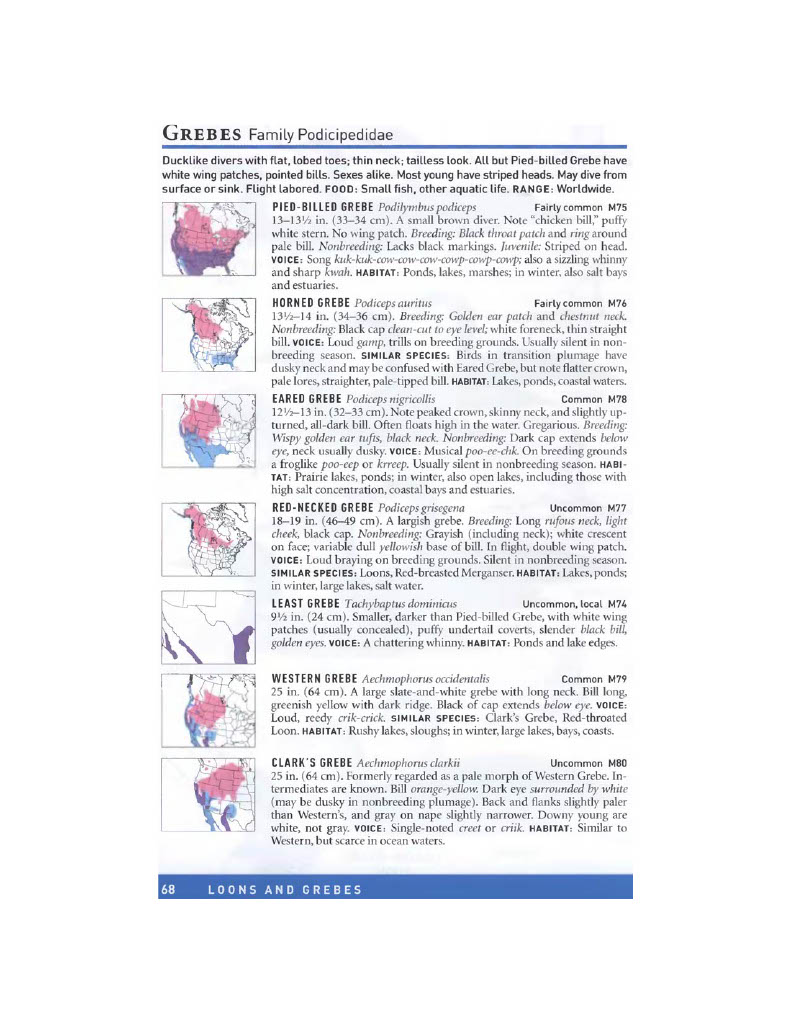 GREBES Family Podicipedidae
Ducklike divers with flat, lobed toes; thin neck; tailless look. All but Pied-billed Grebe have
white wing patches, pointed bills. Sexes alike. Most young have striped heads. May dive from
surface or sink. Flight labored. FOOD: Small fish, other aquatic life. RANGE: Worldwide.
PIED-BILLED GREBE Podilymbus podiceps Fairly common M75
13–13½ in. (33–34 cm). A small brown diver. Note “chicken bill,” puffy
white stern. No wing patch. Breeding: Black throat patch and ring around
pale bill. Nonbreeding: Lacks black markings. Juvenile: Striped on head.
VOICE: Song kuk-kuk-cow-cow-cow-cowp-cowp-cowp; also a sizzling whinny
and sharp kwah. HABITAT: Ponds, lakes, marshes; in winter, also salt bays
and estuaries.
HORNED GREBE Podiceps auritus Fairly common M76
13½–14 in. (34–36 cm). Breeding: Golden ear patch and chestnut neck.
Nonbreeding: Black cap clean-cut to eye level; white foreneck, thin straight
bill. VOICE: Loud gamp, trills on breeding grounds. Usually silent in non-
breeding season. SIMILAR SPECIES: Birds in transition plumage have
dusky neck and may be confused with Eared Grebe, but note flatter crown,
pale lores, straighter, pale-tipped bill. HABITAT: Lakes, ponds, coastal waters.
EARED GREBE Podiceps nigricollis Common M78
12½–13 in. (32–33 cm). Note peaked crown, skinny neck, and slightly up-
turned, all-dark bill. Often floats high in the water. Gregarious. Breeding:
Wispy golden ear tufts, black neck. Nonbreeding: Dark cap extends below
eye, neck usually dusky. VOICE: Musical poo-ee-chk. On breeding grounds
a froglike poo-eep or krreep. Usually silent in nonbreeding season. HABI-
TAT: Prairie lakes, ponds; in winter, also open lakes, including those with
high salt concentration, coastal bays and estuaries.
RED-NECKED GREBE Podiceps grisegena Uncommon M77
18–19 in. (46–49 cm). A largish grebe. Breeding: Long rufous neck, light
cheek, black cap. Nonbreeding: Grayish (including neck); white crescent
on face; variable dull yellowish base of bill. In flight, double wing patch.
VOICE: Loud braying on breeding grounds. Silent in nonbreeding season.
SIMILAR SPECIES: Loons, Red-breasted Merganser. HABITAT: Lakes, ponds;
in winter, large lakes, salt water.
LEAST GREBE Tachybaptus dominicus Uncommon, local M74
9½ in. (24 cm). Smaller, darker than Pied-billed Grebe, with white wing
patches (usually concealed), puffy undertail coverts, slender black bill,
golden eyes. VOICE: A chattering whinny. HABITAT: Ponds and lake edges.
WESTERN GREBE Aechmophorus occidentalis Common M79
25 in. (64 cm). A large slate-and-white grebe with long neck. Bill long,
greenish yellow with dark ridge. Black of cap extends below eye. VOICE:
Loud, reedy crik-crick. SIMILAR SPECIES: Clark's Grebe, Red-throated
Loon. HABITAT: Rushy lakes, sloughs; in winter, large lakes, bays, coasts.
CLARK'S GREBE Aechmophorus clarkii Uncommon M80
25 in. (64 cm). Formerly regarded as a pale morph of Western Grebe. In-
termediates are known. Bill orange-yellow. Dark eye surrounded by white
(may be dusky in nonbreeding plumage). Back and flanks slightly paler
than Western's, and gray on nape slightly narrower. Downy young are
white, not gray. VOICE: Single-noted creet or criik. HABITAT: Similar to
Western, but scarce in ocean waters.
68 LOONS AND GREBES